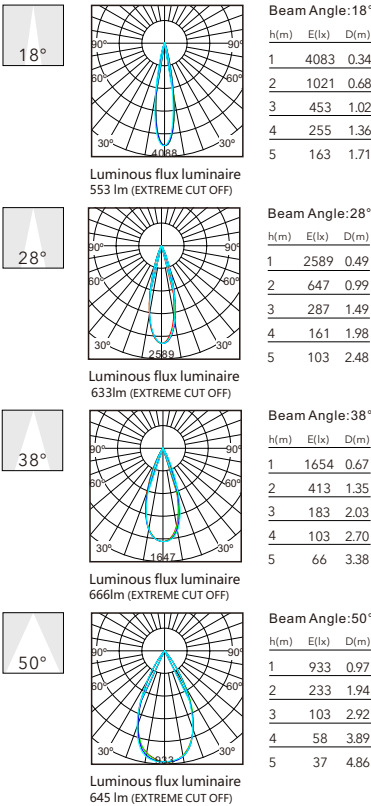 18°
90°
90°
30°
30°
4088
Luminous flux luminaire
553 lm (EXTREME CUT OFF)
Beam Angle:18°
h(m) E(lx) D(m)
1 4083 0.34
2 1021 0.68
3 453 1.02
4 255 1.36
5 163 1.71
28°
90°
90°
60°
60°
30°
30°
2589
Luminous flux luminaire
633lm (EXTREME CUT OFF)
Beam Angle:28°
h(m) E(lx) D(m)
1 2589 0.49
2 647 0.99
3 287 1.49
4 161 1.98
5 103 2.48
38°
90°
90°
60°
60°
30°
30°
1647
Luminous flux luminaire
666lm (EXTREME CUT OFF)
Beam Angle:38°
h(m) E(lx) D(m)
1 1654 0.67
2 413 1.35
3 183 2.03
4 103 2.70
5 66 3.38
50°
90°
90°
60°
60°
30°
30°
933
Luminous flux luminaire
645 lm (EXTREME CUT OFF)
Beam Angle:50°
h(m) E(lx) D(m)
1 933 0.97
2 233 1.94
3 103 2.92
4 58 3.89
5 37 4.86